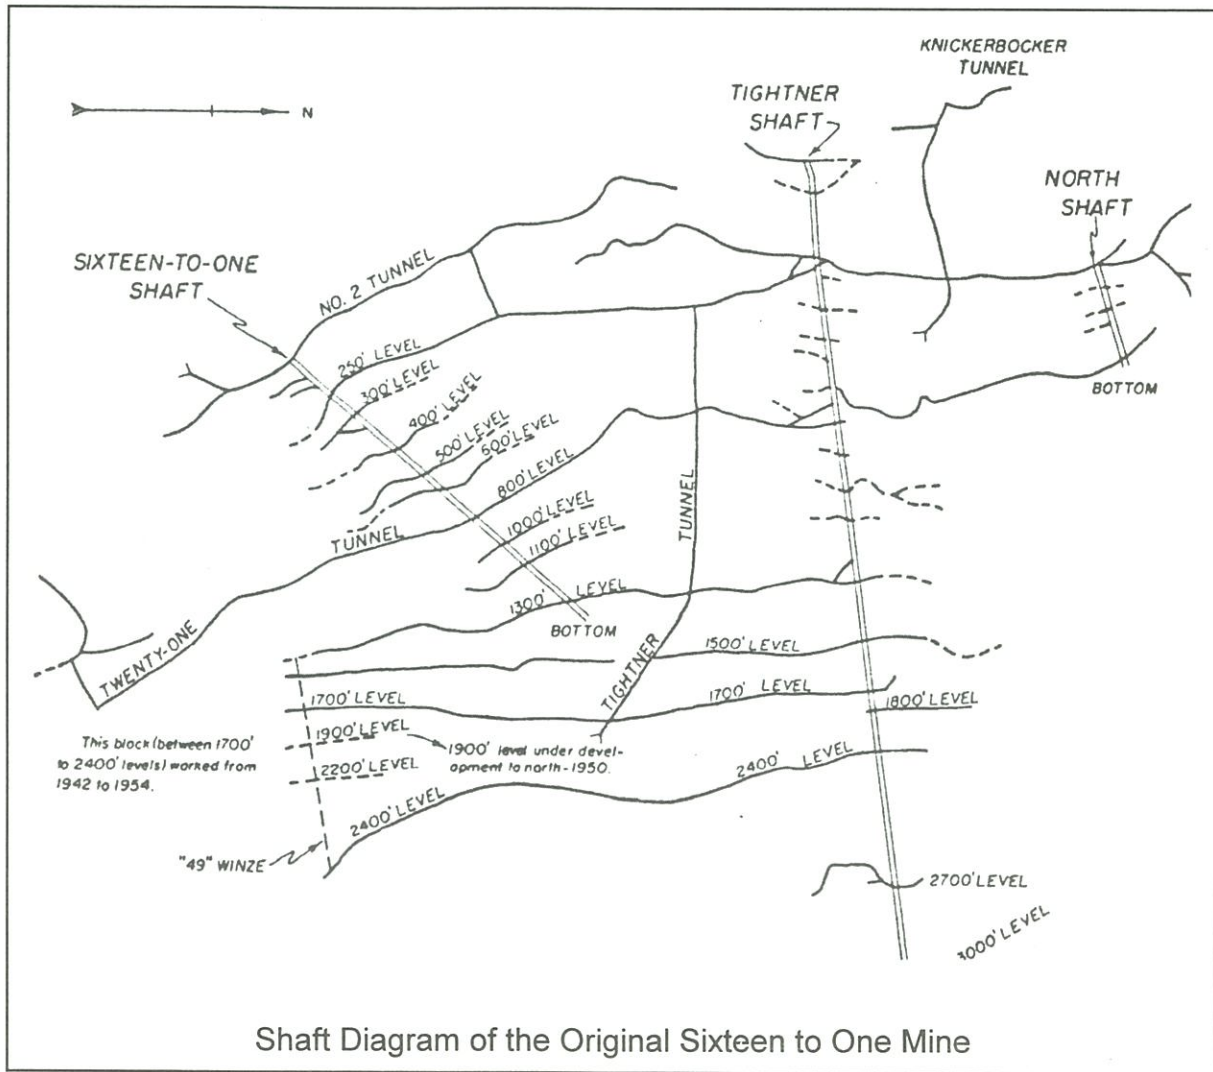 KNICKERBOCKER
TUNNEL
TIGHTNER
SHAFT
N
NORTH
SHAFT
SIXTEEN-TO-ONE
SHAFT
NO. 2 TUNNEL
250' LEVEL
300' LEVEL
400' LEVEL
BOTTOM
500' LEVEL
600' LEVEL
800' LEVEL
TUNNEL
TUNNEL
1000' LEVEL
1100' LEVEL
1300' LEVEL
BOTTOM
TWENTY-ONE
TIGHTNER
1500' LEVEL
1700' LEVEL
1700' LEVEL
1800' LEVEL
This block (between 1700'
to 2400' levels) worked from
1942 to 1954.
1900' LEVEL
1900' level under devel-
opment to north-1950.
2200' LEVEL
2400' LEVEL
2400' LEVEL
"49" WINZE
2700' LEVEL
3000' LEVEL
Shaft Diagram of the Original Sixteen to One Mine